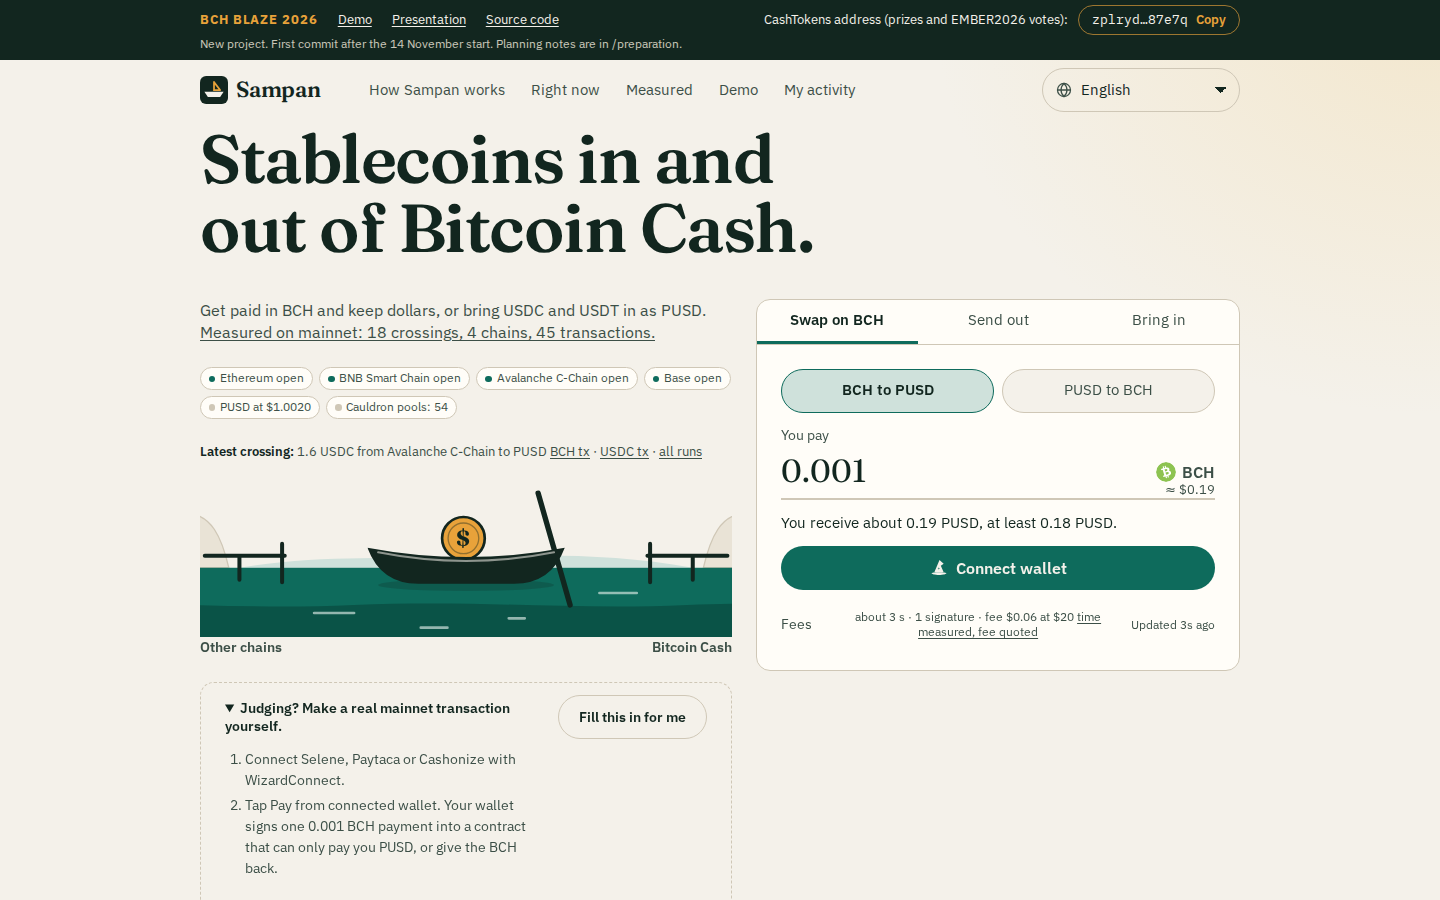 BCH BLAZE 2026 Demo Presentation Source code CashTokens address (prizes and EMBER2026 votes): zplryd…87e7q Copy
New project. First commit after the 14 November start. Planning notes are in /preparation.
Sampan How Sampan works Right now Measured Demo My activity English
Stablecoins in and
out of Bitcoin Cash.
Get paid in BCH and keep dollars, or bring USDC and USDT in as PUSD.
Measured on mainnet: 18 crossings, 4 chains, 45 transactions.
Ethereum open BNB Smart Chain open Avalanche C-Chain open Base open
PUSD at $1.0020 Cauldron pools: 54
Latest crossing: 1.6 USDC from Avalanche C-Chain to PUSD BCH tx · USDC tx · all runs
$
Other chains Bitcoin Cash
Judging? Make a real mainnet transaction
yourself.
Fill this in for me
1. Connect Selene, Paytaca or Cashonize with
WizardConnect.
2. Tap Pay from connected wallet. Your wallet
signs one 0.001 BCH payment into a contract
that can only pay you PUSD, or give the BCH
back.
Swap on BCH Send out Bring in
BCH to PUSD PUSD to BCH
You pay
0.001 BCH
≈ $0.19
You receive about 0.19 PUSD, at least 0.18 PUSD.
Connect wallet
Fees about 3 s · 1 signature · fee $0.06 at $20 time
measured, fee quoted
Updated 3s ago